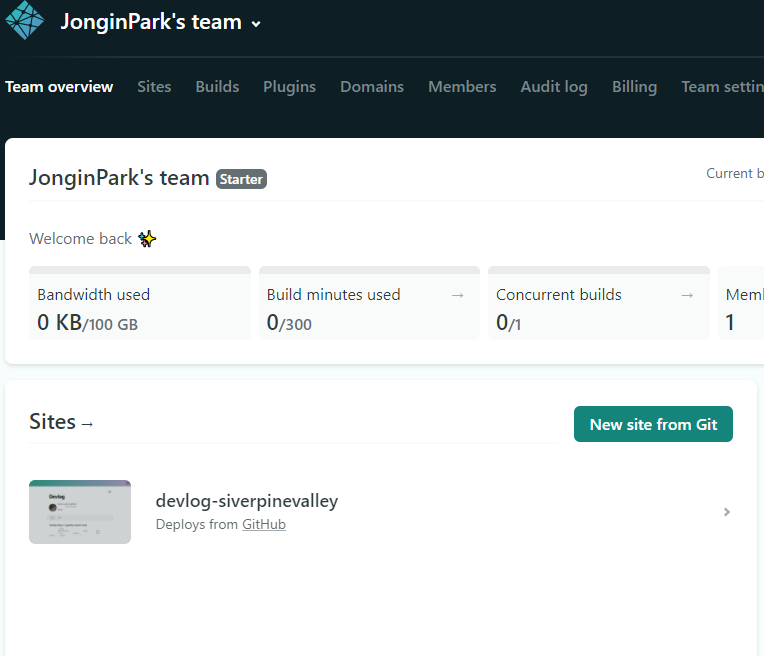 JonginPark's team
Team overview Sites Builds Plugins Domains Members Audit log Billing Team settin
JonginPark's team Starter
Current b
Welcome back
Bandwidth used
0 KB/100 GB
Build minutes used →
0/300
Concurrent builds →
0/1
Memb
1
Sites →
New site from Git
Devlog
devlog-siverpinevalley
Deploys from GitHub